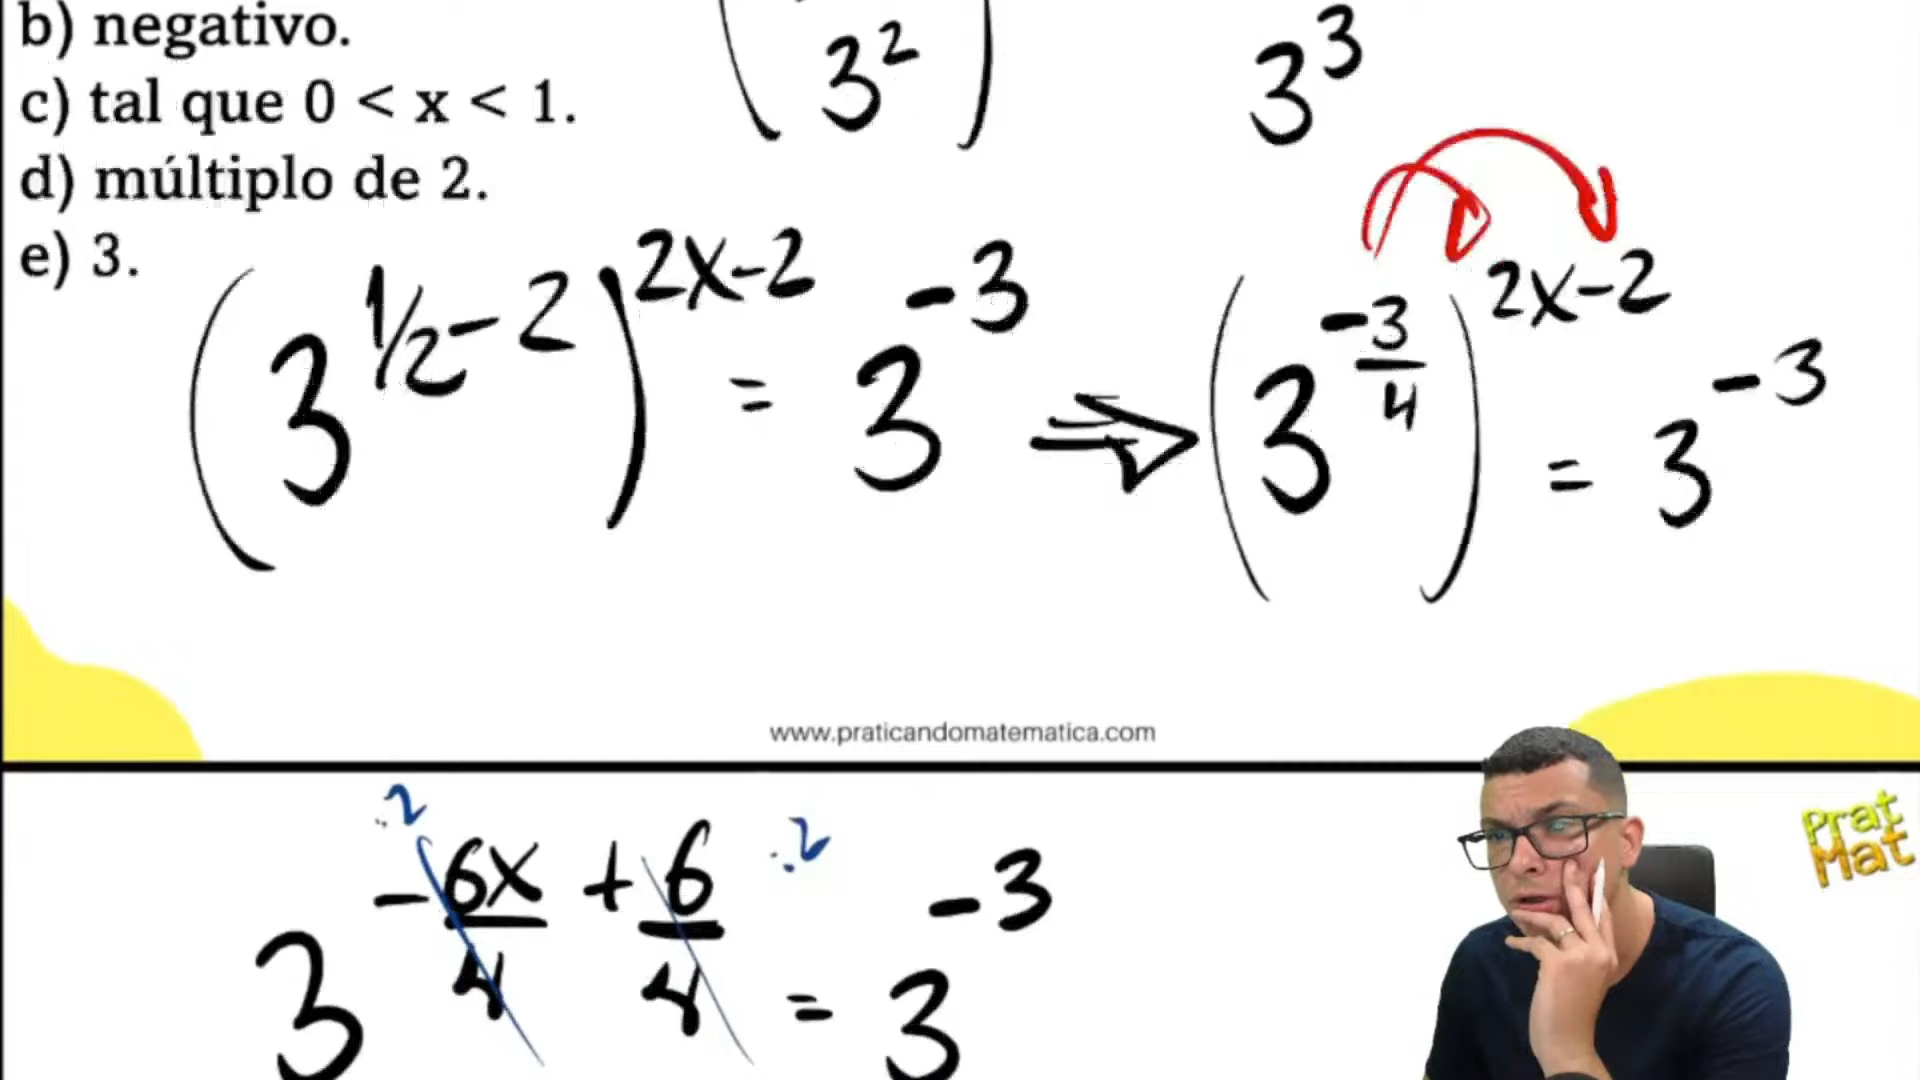 b) negativo.
c) tal que 0 < x < 1.
d) múltiplo de 2.
e) 3.
( 3² )
3³
(3^{1/2-2})^{2x-2} = 3^{-3} ⇒ (3^{-3/4})^{2x-2} = 3^{-3}
www.praticandomatematica.com
:2 :2
3^{-6x/4 + 6/4} = 3^{-3}
Prat
Mat